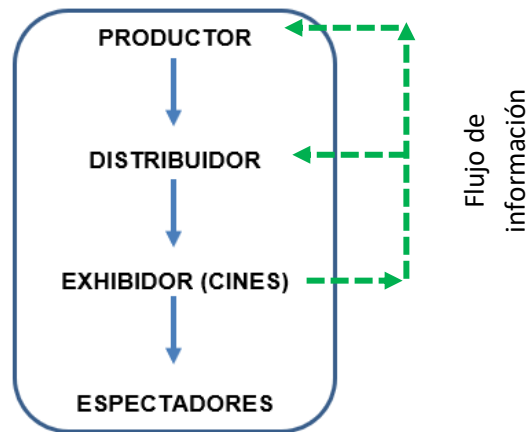 PRODUCTOR
DISTRIBUIDOR
EXHIBIDOR (CINES)
ESPECTADORES
Flujo de
información